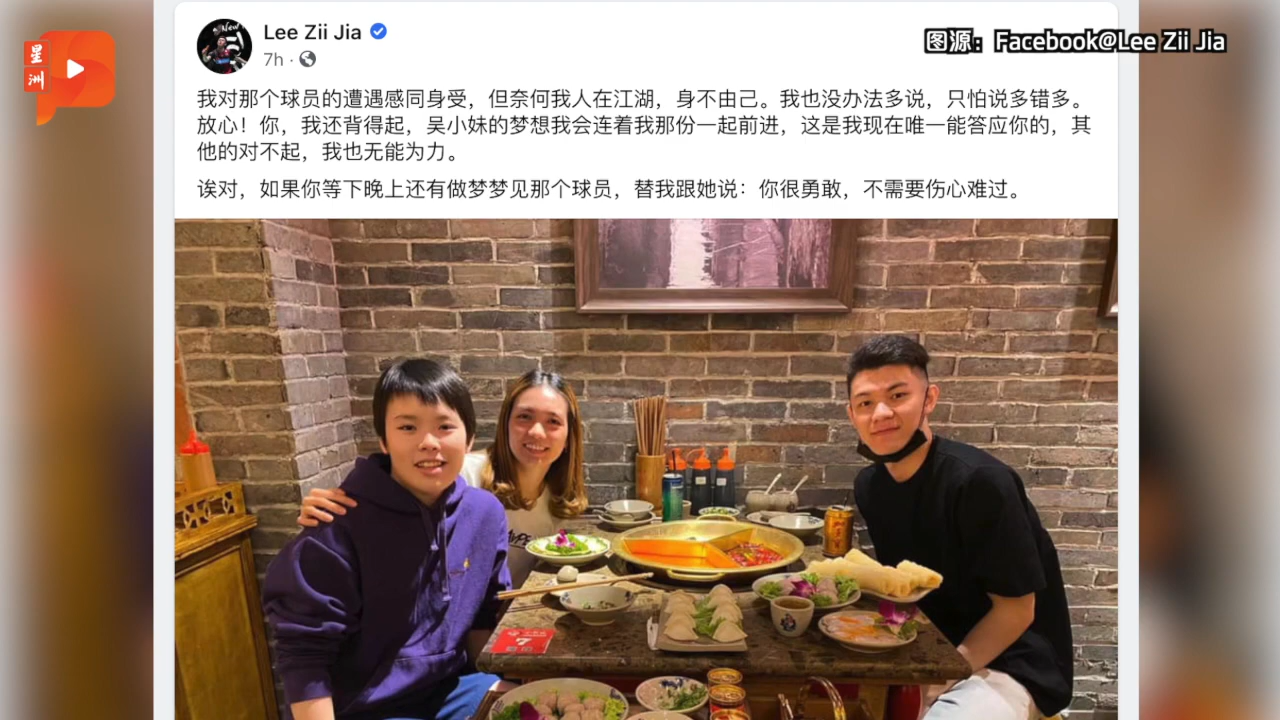 星洲
Lee Zii Jia
7h
图源：Facebook@Lee Zii Jia
我对那个球员的遭遇感同身受，但奈何我人在江湖，身不由己。我也没办法多说，只怕说多错多。
放心！你，我还背得起，吴小妹的梦想我会连着我那份一起前进，这是我现在唯一能答应你的，其
他的对不起，我也无能为力。
诶对，如果你等下晚上还有做梦梦见那个球员，替我跟她说：你很勇敢，不需要伤心难过。
7